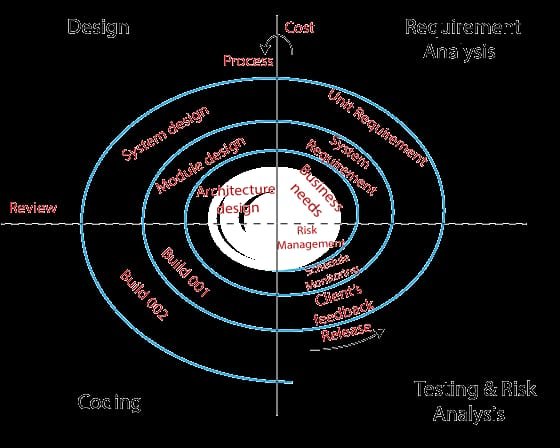 Design
Cost
Requirement
Analysis
Process
System design
Unit Requirement
Module design
System
Requirement
Architecture
design
Business
needs
Review
Risk
Management
Schedule
Monitoring
Build 001
Build 002
Client's
feedback
Release
Coding
Testing & Risk
Analysis